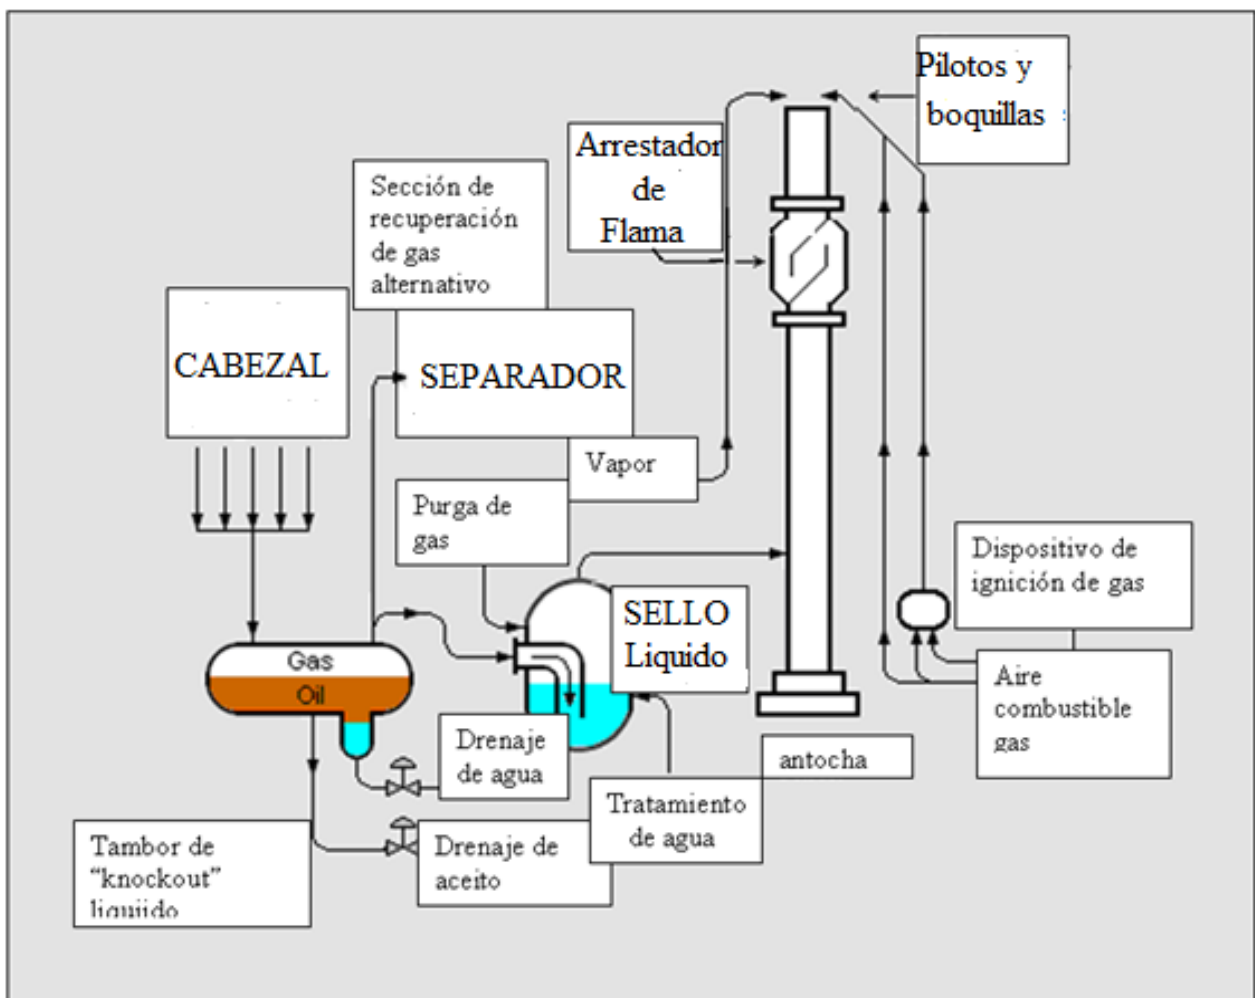 Pilotos y
boquillas
Arrestador
de
Flama
Sección de
recuperación
de gas
alternativo
CABEZAL
SEPARADOR
Vapor
Purga de
gas
Dispositivo de
ignición de gas
SELLO
Liquido
Gas
Oil
Aire
combustible
gas
Drenaje
de agua
antocha
Tratamiento
de agua
Tambor de
“knockout”
liquijido
Drenaje de
aceito